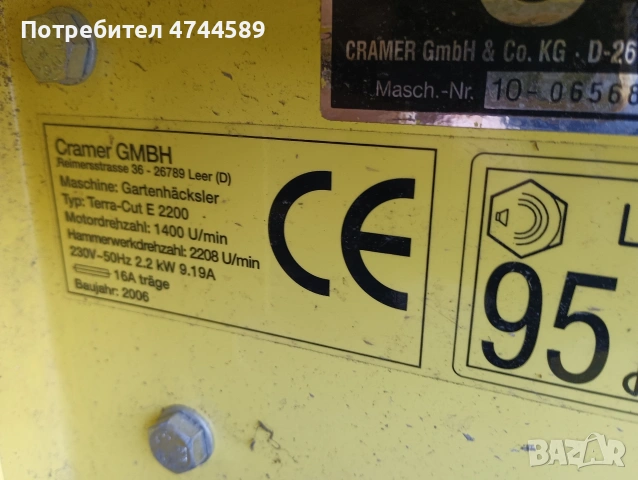 Потребител 4744589
CRAMER GmbH & Co. KG · D-26
Masch.-Nr. 10-06568
Cramer GMBH
Reimersstrasse 36 - 26789 Leer (D)
Maschine: Gartenhäcksler
Typ: Terra-Cut E 2200
Motordrehzahl: 1400 U/min
Hammerwerkdrehzahl: 2208 U/min
230V~50Hz 2.2 kW 9.19A
16A träge
Baujahr: 2006
CE
L
95
BAZAR